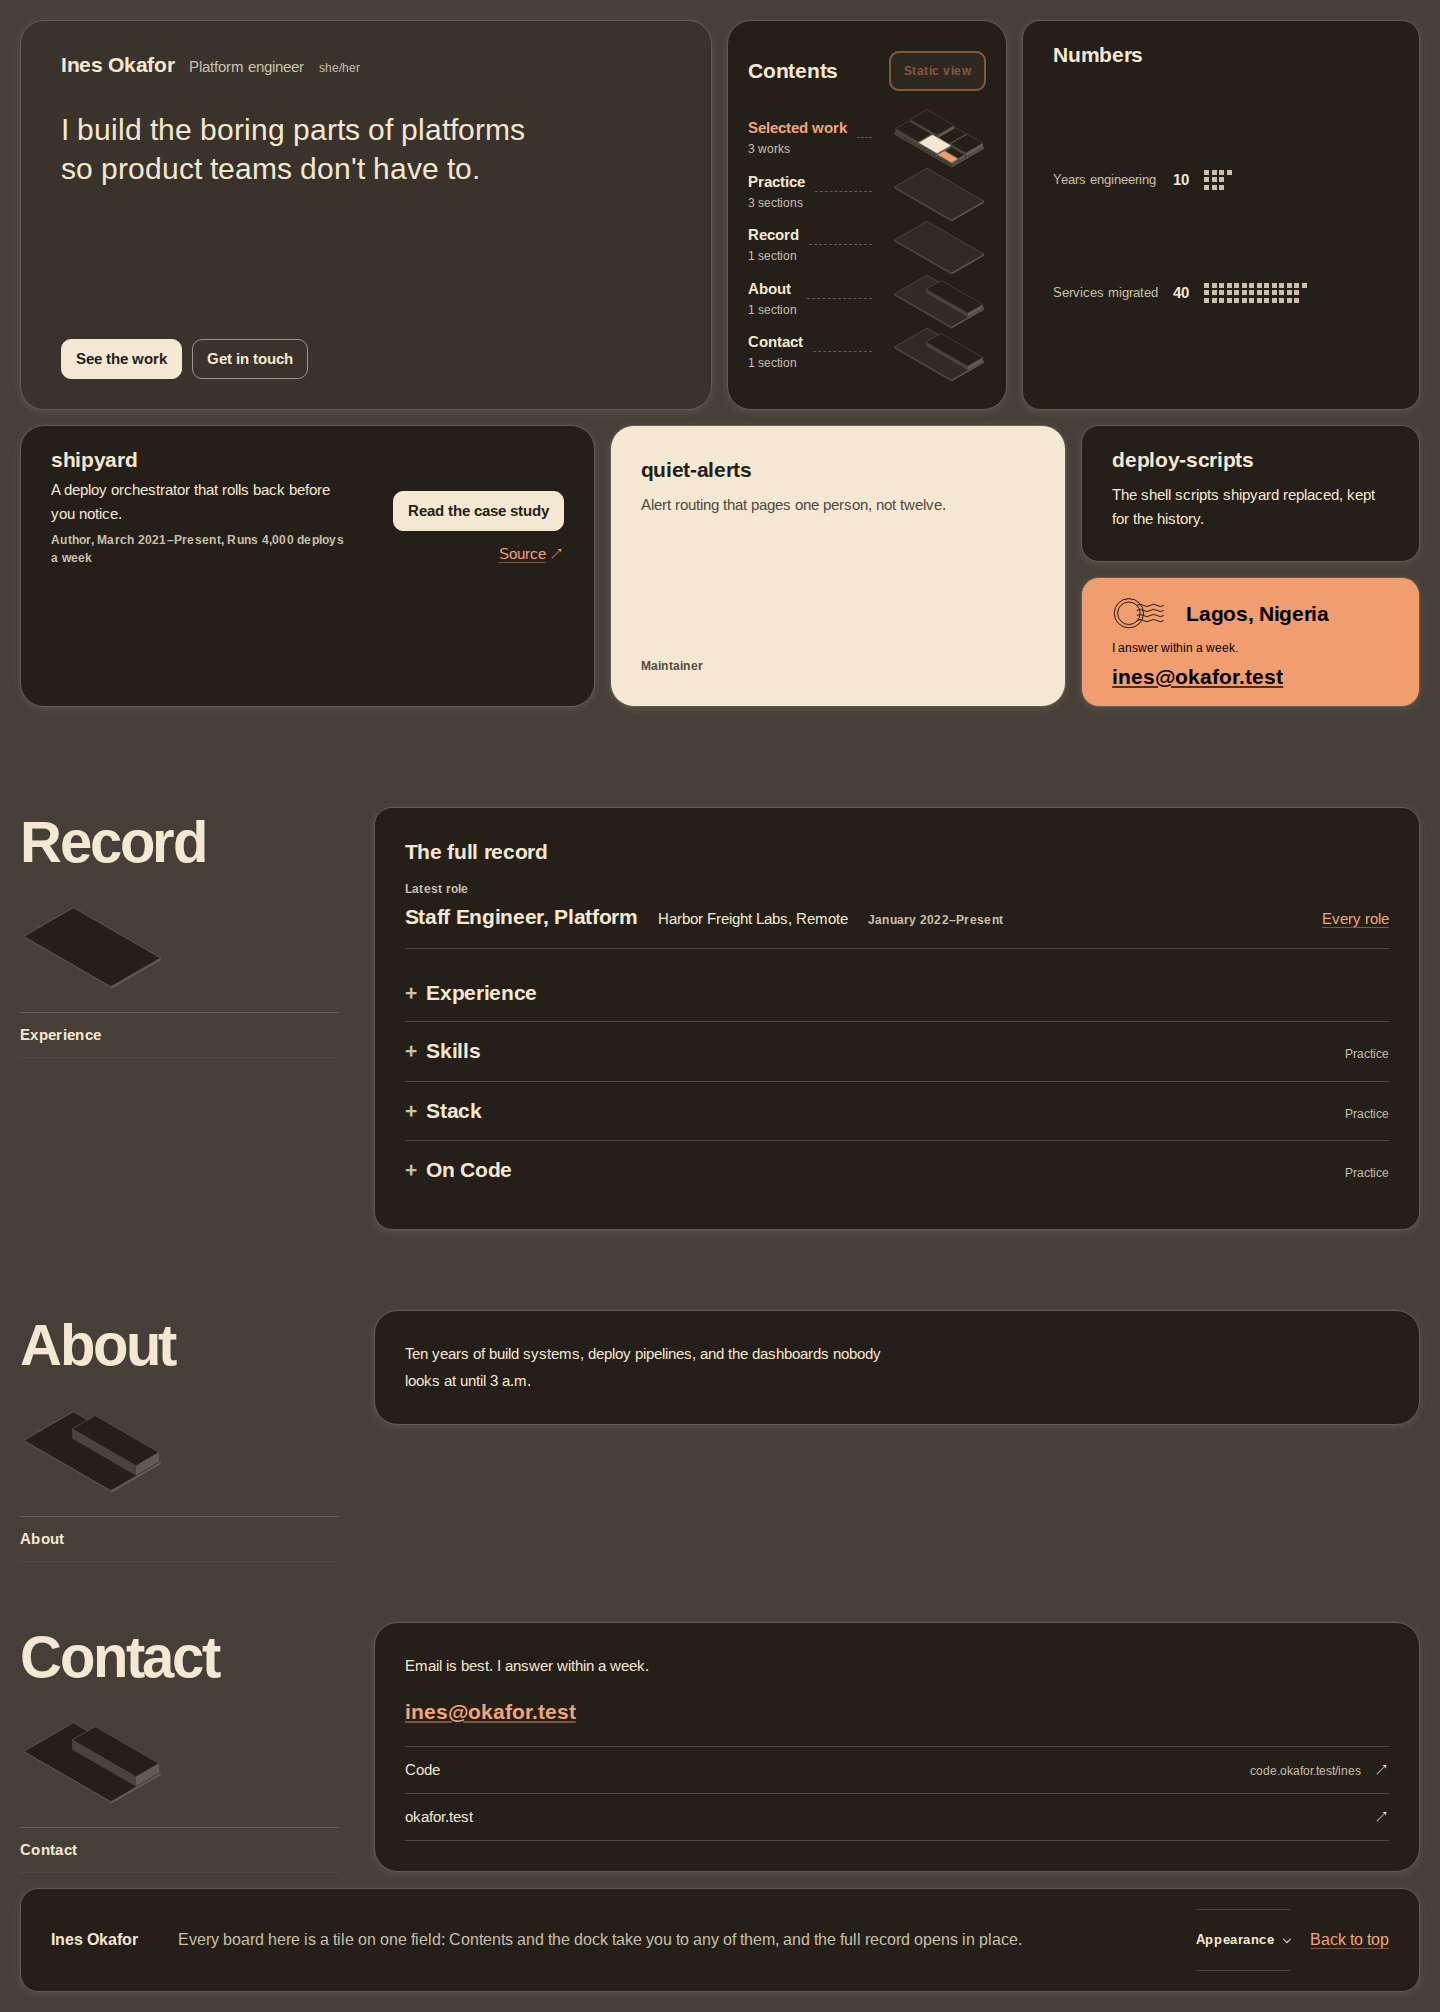 Ines Okafor Platform engineer she/her
I build the boring parts of platforms
so product teams don't have to.
See the work Get in touch
Contents Static view
Selected work
3 works
Practice
3 sections
Record
1 section
About
1 section
Contact
1 section
Numbers
Years engineering 10
Services migrated 40
shipyard
A deploy orchestrator that rolls back before
you notice.
Author, March 2021–Present, Runs 4,000 deploys
a week
Read the case study
Source ↗
quiet-alerts
Alert routing that pages one person, not twelve.
Maintainer
deploy-scripts
The shell scripts shipyard replaced, kept
for the history.
Lagos, Nigeria
I answer within a week.
ines@okafor.test
Record
Experience
The full record
Latest role
Staff Engineer, Platform Harbor Freight Labs, Remote January 2022–Present Every role
+ Experience
+ Skills Practice
+ Stack Practice
+ On Code Practice
About
About
Ten years of build systems, deploy pipelines, and the dashboards nobody
looks at until 3 a.m.
Contact
Contact
Email is best. I answer within a week.
ines@okafor.test
Code code.okafor.test/ines ↗
okafor.test ↗
Ines Okafor Every board here is a tile on one field: Contents and the dock take you to any of them, and the full record opens in place. Appearance Back to top